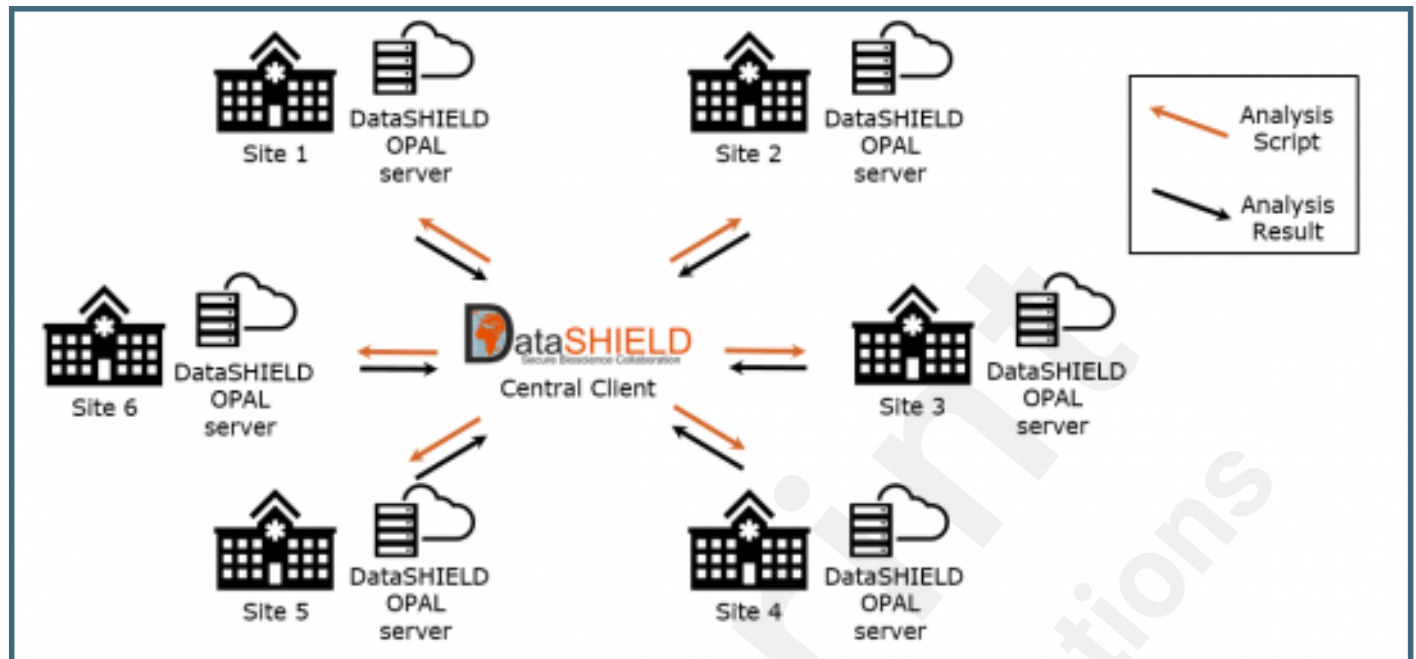 Site 1
DataSHIELD
OPAL
server
Site 2
DataSHIELD
OPAL
server
Analysis
Script
Analysis
Result
Site 6
DataSHIELD
OPAL
server
DataSHIELD
Secure Bioscience Collaboration
Central Client
Site 3
DataSHIELD
OPAL
server
Site 5
DataSHIELD
OPAL
server
Site 4
DataSHIELD
OPAL
server
rint
tions